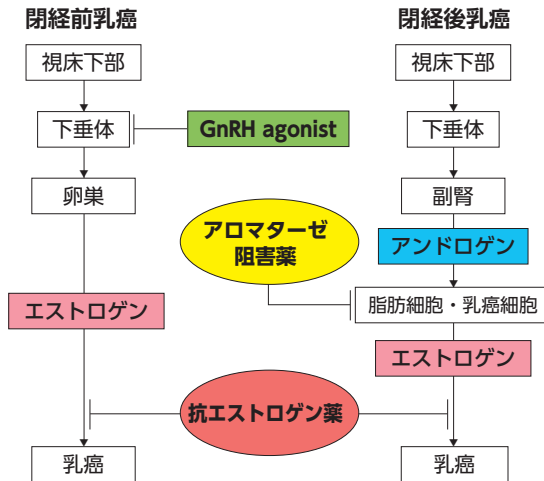 閉経前乳癌
視床下部
下垂体
GnRH agonist
卵巣
エストロゲン
乳癌
アロマターゼ
阻害薬
抗エストロゲン薬
閉経後乳癌
視床下部
下垂体
副腎
アンドロゲン
脂肪細胞・乳癌細胞
エストロゲン
乳癌